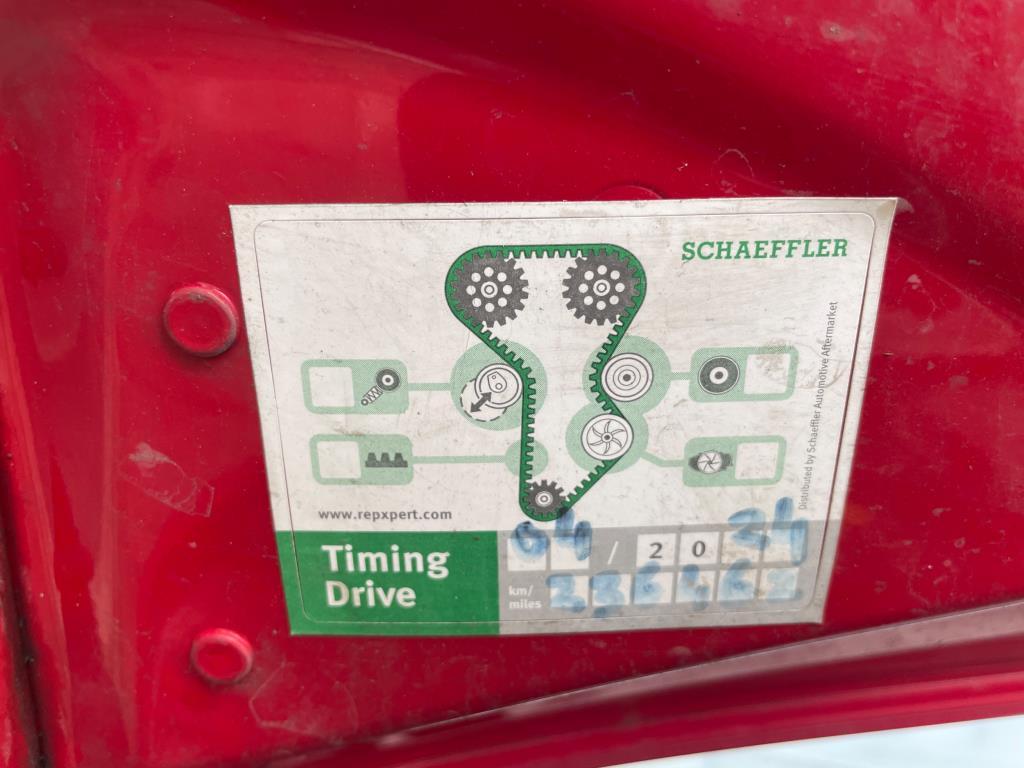 SCHAEFFLER
Distributed by Schaeffler Automotive Aftermarket
www.repxpert.com
Timing
Drive
04 / 20 24
km/
miles